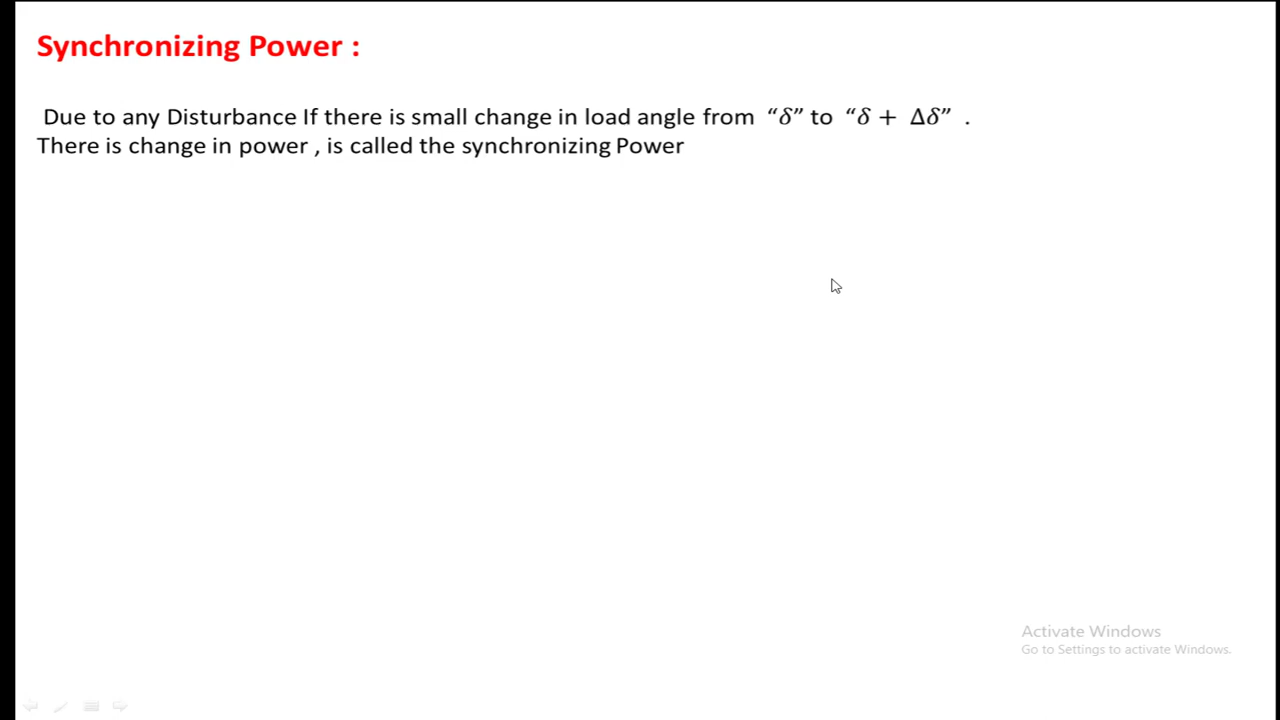 Synchronizing Power :
Due to any Disturbance If there is small change in load angle from “𝛿” to “𝛿 + Δ𝛿” .
There is change in power , is called the synchronizing Power
Activate Windows
Go to Settings to activate Windows.